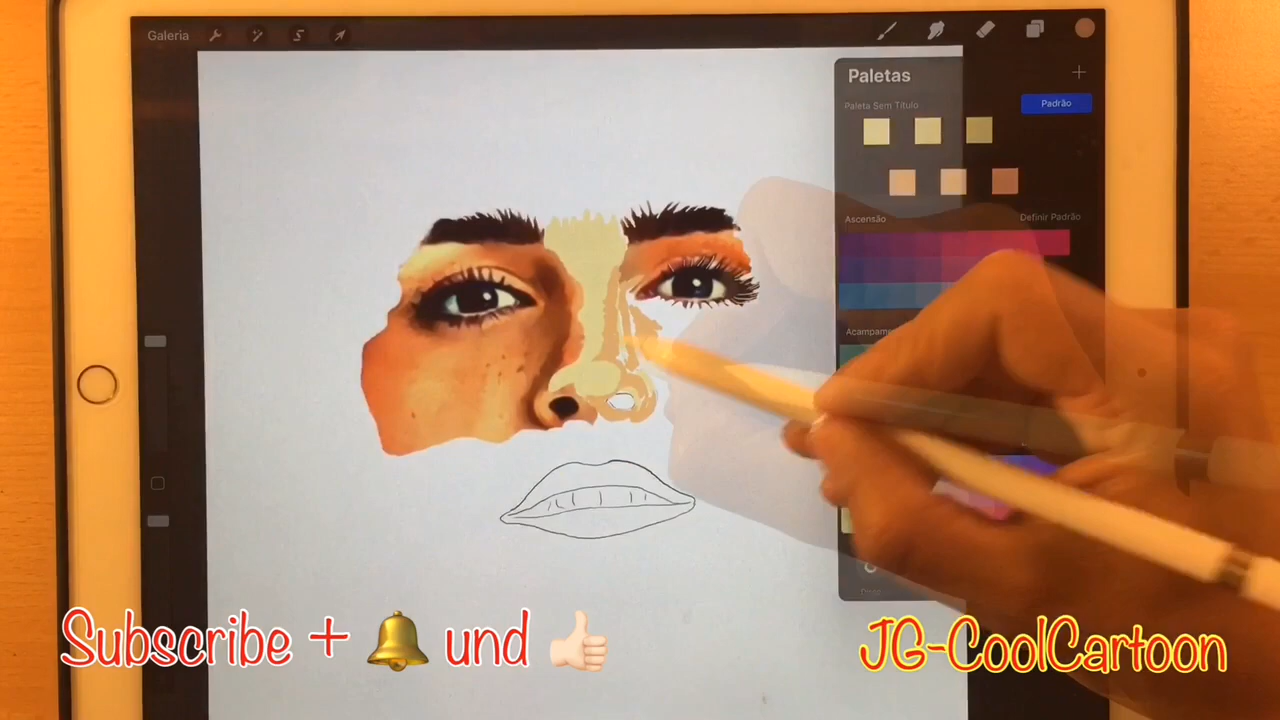 Galeria
Paletas
Paleta Sem Título
Padrão
Ascensão
Definir Padrão
Subscribe + und
JG-CoolCartoon